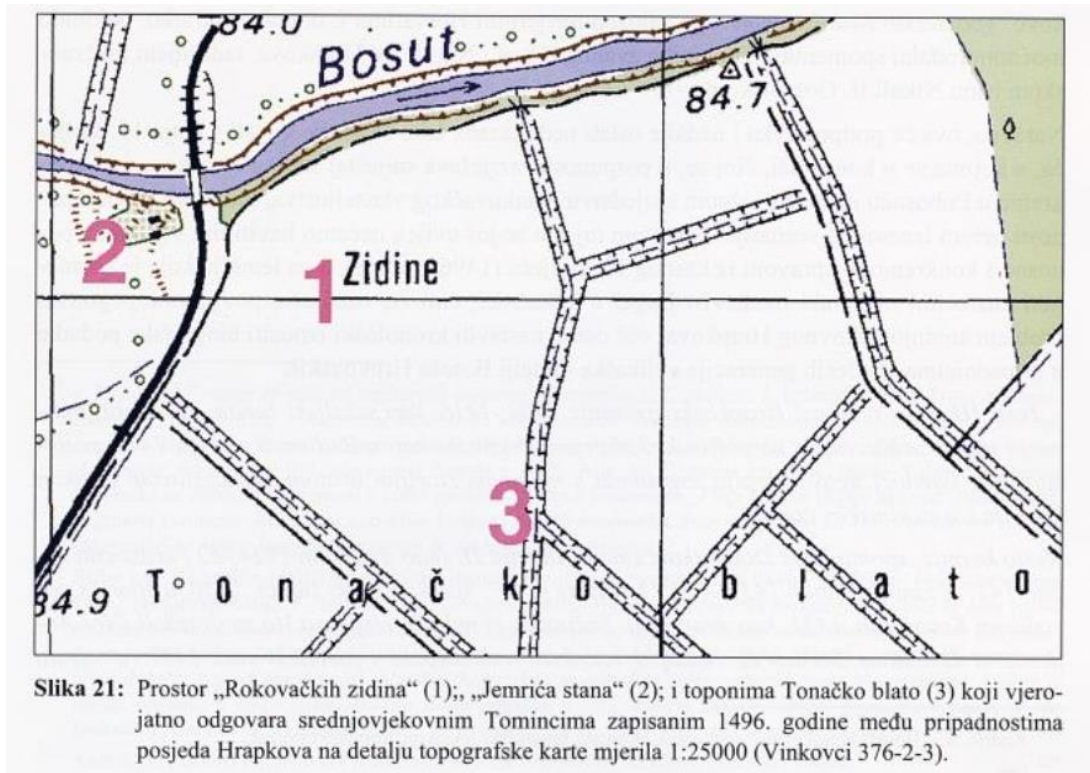 84.0
Bosut
84.7
2
1 Zidine
3
onačko blato
84.9
Slika 21: Prostor „Rokovačkih zidina“ (1);, „Jemrića stana“ (2); i toponima Tonačko blato (3) koji vjero-
jatno odgovara srednjovjekovnim Tomincima zapisanim 1496. godine među pripadnostima
posjeda Hrapkova na detalju topografske karte mjerila 1:25000 (Vinkovci 376-2-3).